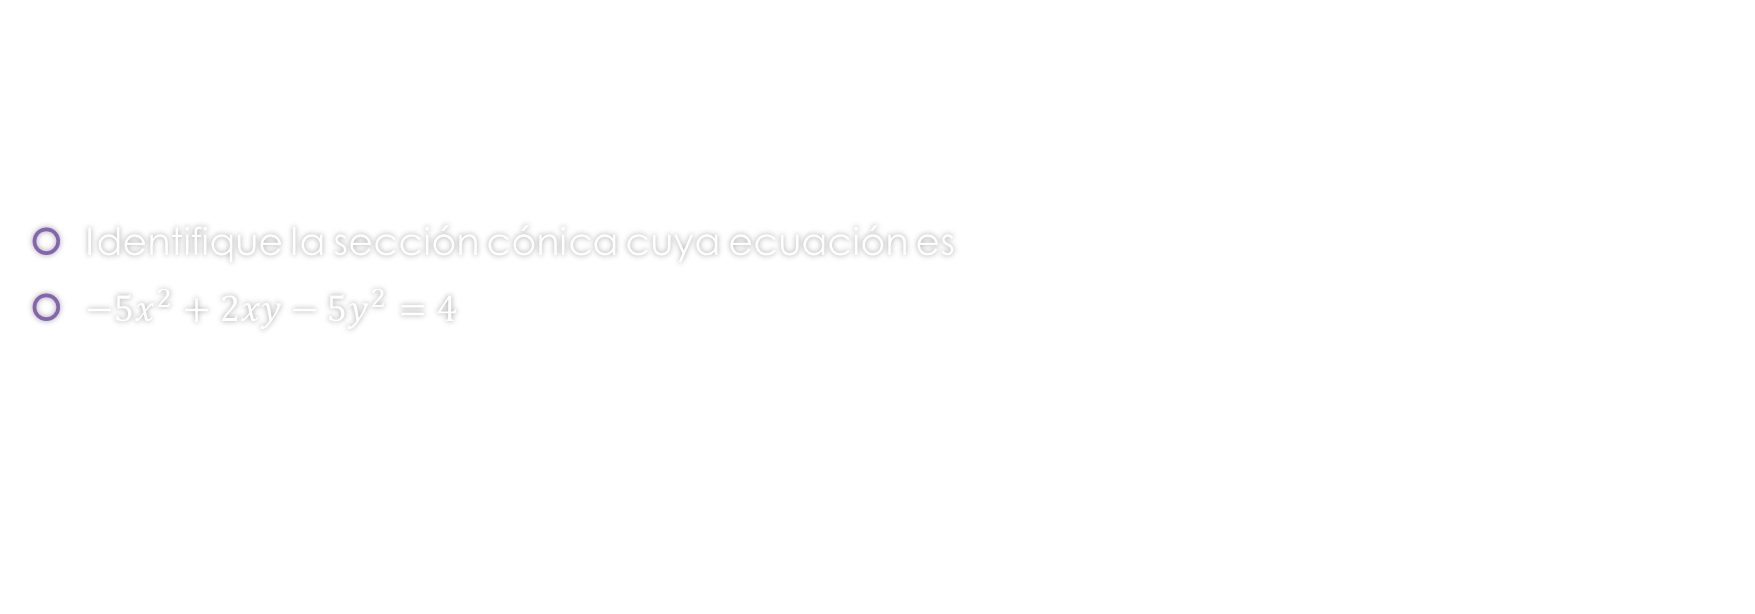 Identifique la sección cónica cuya ecuación es
−5x² + 2xy − 5y² = 4